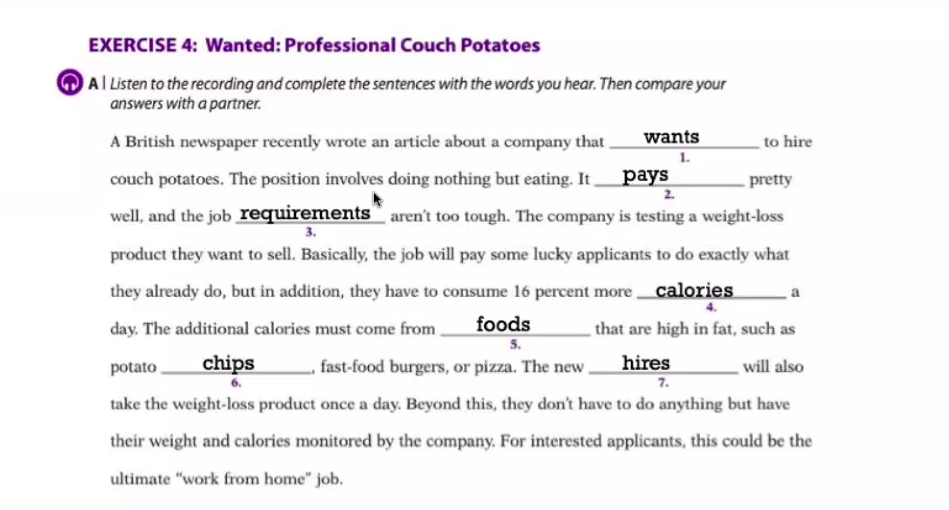 EXERCISE 4: Wanted: Professional Couch Potatoes
A | Listen to the recording and complete the sentences with the words you hear. Then compare your
answers with a partner.
A British newspaper recently wrote an article about a company that wants to hire
1.
couch potatoes. The position involves doing nothing but eating. It pays pretty
2.
well, and the job requirements aren't too tough. The company is testing a weight-loss
3.
product they want to sell. Basically, the job will pay some lucky applicants to do exactly what
they already do, but in addition, they have to consume 16 percent more calories a
4.
day. The additional calories must come from foods that are high in fat, such as
5.
potato chips, fast-food burgers, or pizza. The new hires will also
6. 7.
take the weight-loss product once a day. Beyond this, they don't have to do anything but have
their weight and calories monitored by the company. For interested applicants, this could be the
ultimate "work from home" job.